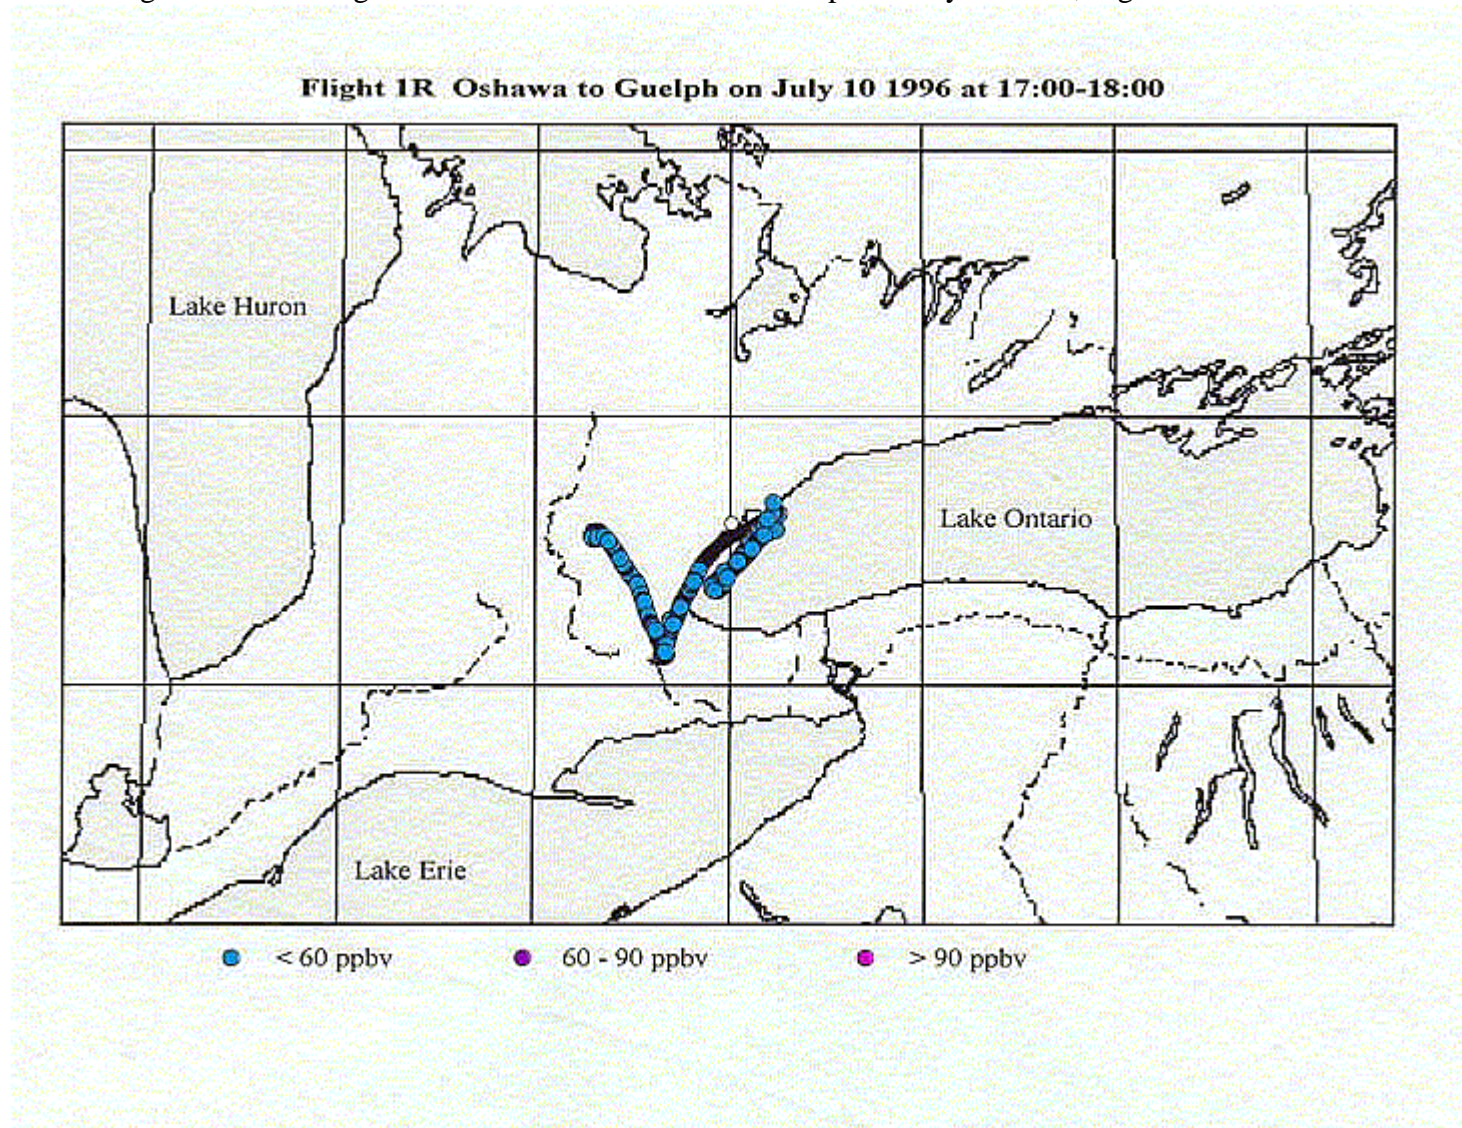 Flight 1R Oshawa to Guelph on July 10 1996 at 17:00-18:00
Lake Huron
Lake Ontario
Lake Erie
< 60 ppbv 60 - 90 ppbv > 90 ppbv